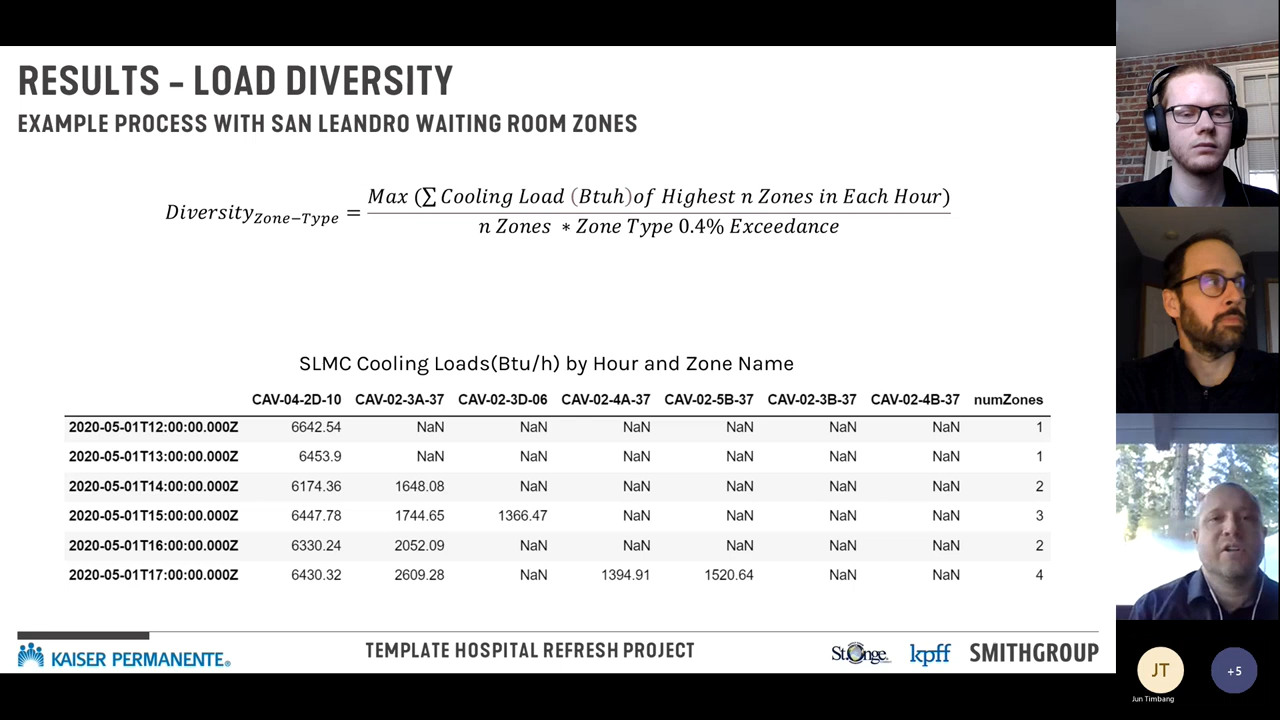 RESULTS - LOAD DIVERSITY
EXAMPLE PROCESS WITH SAN LEANDRO WAITING ROOM ZONES
Diversity_Zone−Type = Max (∑ Cooling Load (Btuh)of Highest n Zones in Each Hour) / n Zones * Zone Type 0.4% Exceedance
SLMC Cooling Loads(Btu/h) by Hour and Zone Name
CAV-04-2D-10 CAV-02-3A-37 CAV-02-3D-06 CAV-02-4A-37 CAV-02-5B-37 CAV-02-3B-37 CAV-02-4B-37 numZones
2020-05-01T12:00:00.000Z 6642.54 NaN NaN NaN NaN NaN NaN 1
2020-05-01T13:00:00.000Z 6453.9 NaN NaN NaN NaN NaN NaN 1
2020-05-01T14:00:00.000Z 6174.36 1648.08 NaN NaN NaN NaN NaN 2
2020-05-01T15:00:00.000Z 6447.78 1744.65 1366.47 NaN NaN NaN NaN 3
2020-05-01T16:00:00.000Z 6330.24 2052.09 NaN NaN NaN NaN NaN 2
2020-05-01T17:00:00.000Z 6430.32 2609.28 NaN 1394.91 1520.64 NaN NaN 4
KAISER PERMANENTE®
TEMPLATE HOSPITAL REFRESH PROJECT
St. Onge
kpff
SMITHGROUP
JT
Jun Timbang
+5